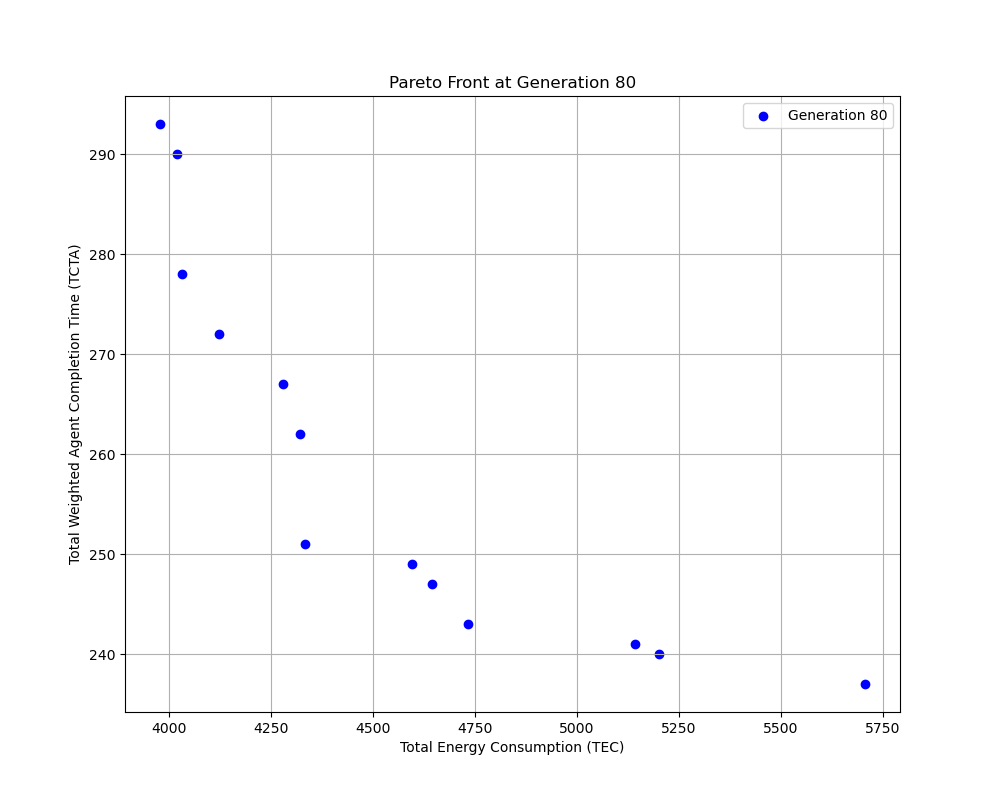 Pareto Front at Generation 80
Generation 80
Total Weighted Agent Completion Time (TCTA)
290
280
270
260
250
240
4000 4250 4500 4750 5000 5250 5500 5750
Total Energy Consumption (TEC)